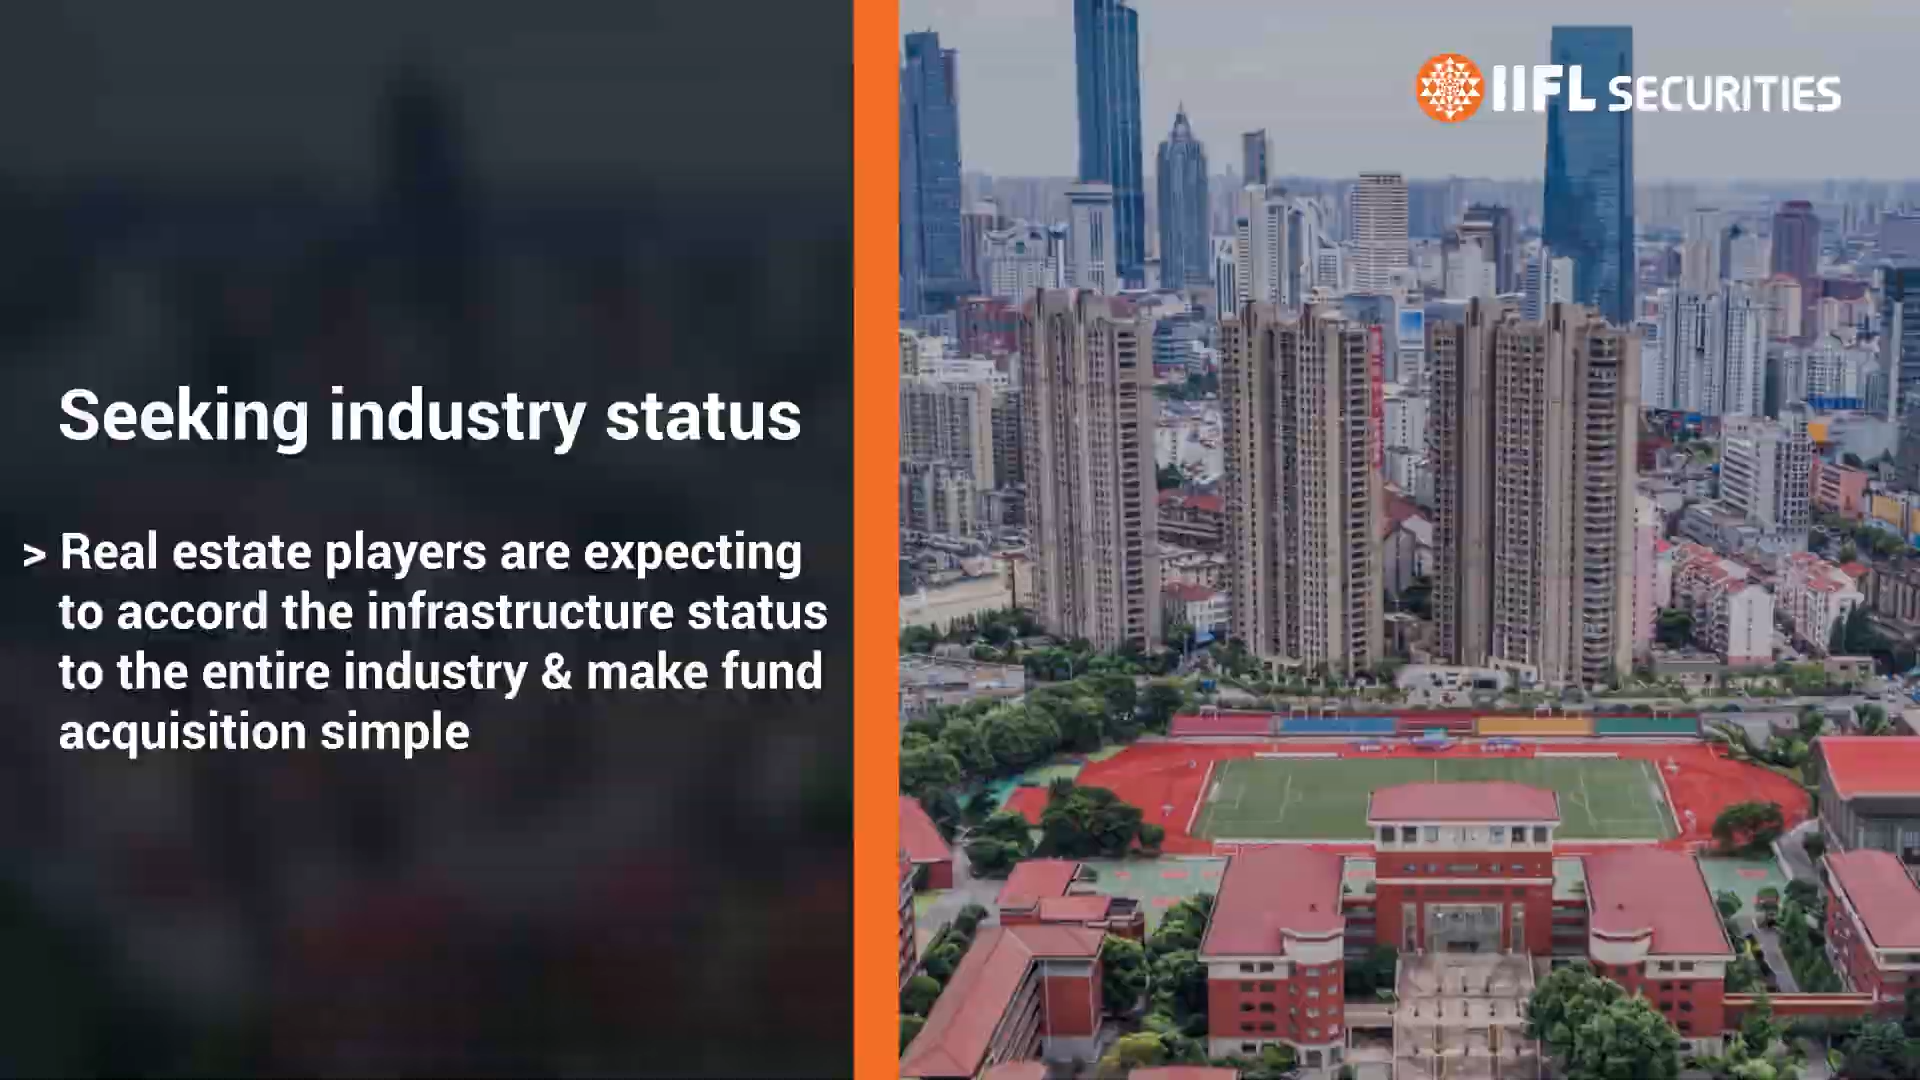 IIFL SECURITIES
Seeking industry status
> Real estate players are expecting
to accord the infrastructure status
to the entire industry & make fund
acquisition simple